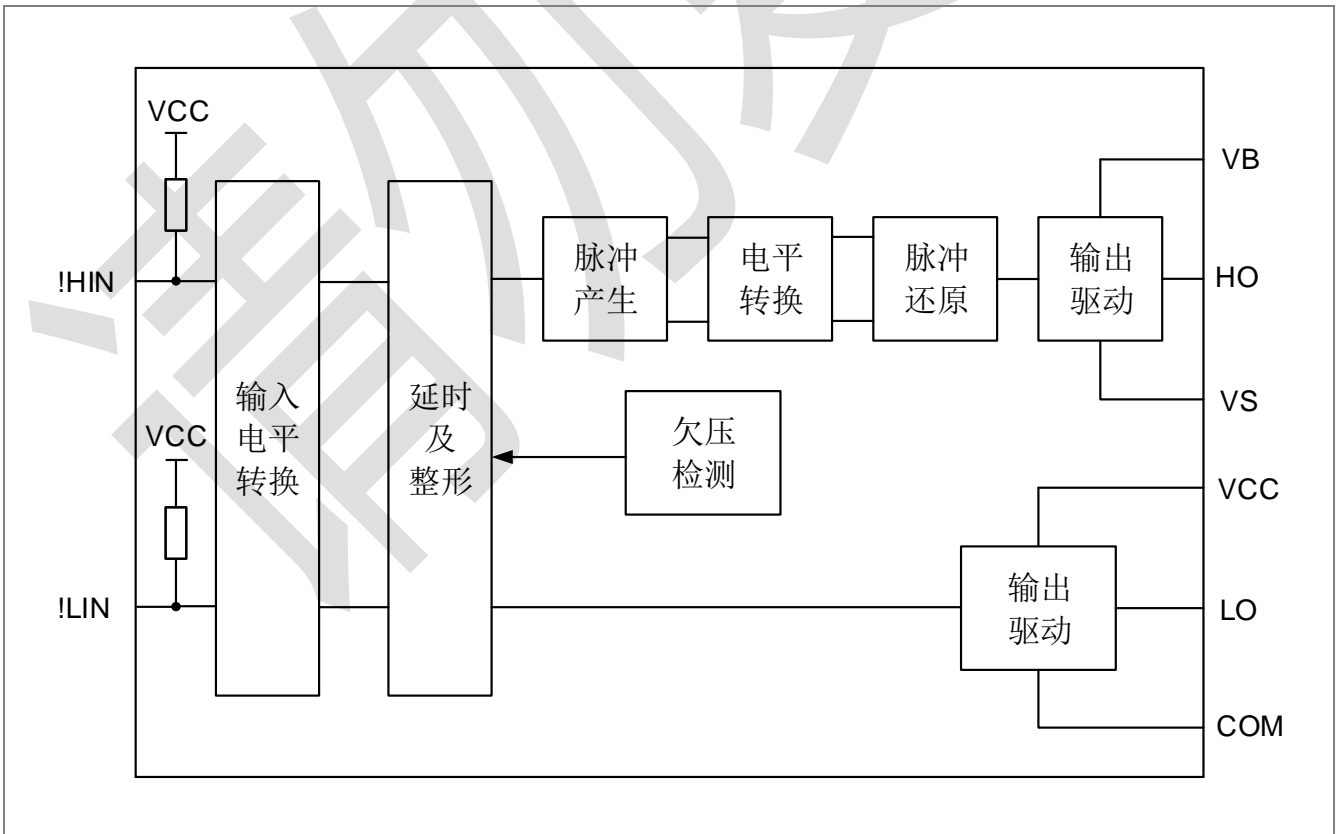 VCC
!HIN
VCC
!LIN
输入
电平
转换
延时
及
整形
脉冲
产生
电平
转换
脉冲
还原
输出
驱动
欠压
检测
输出
驱动
VB
HO
VS
VCC
LO
COM
请勿